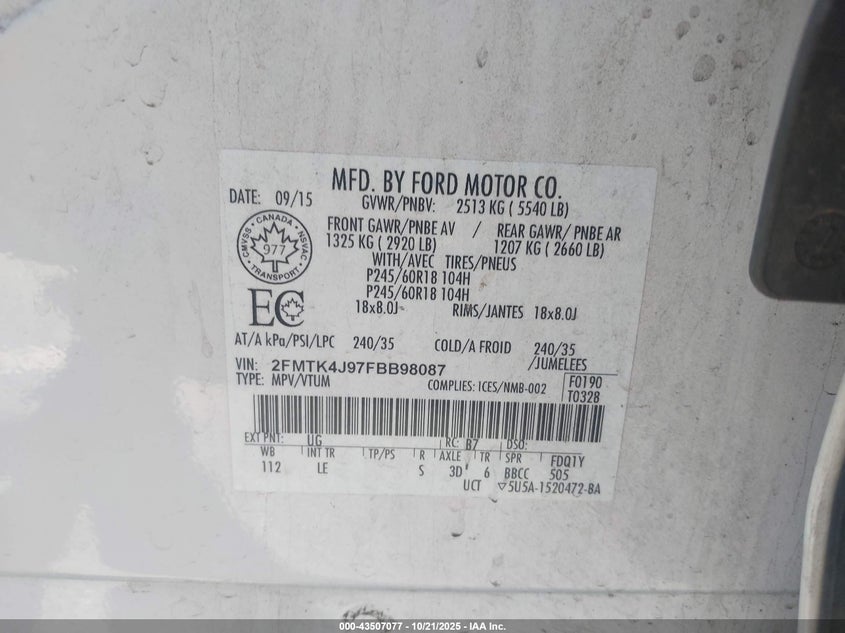 MFD. BY FORD MOTOR CO.
DATE: 09/15
GVWR/PNBV: 2513 KG ( 5540 LB)
FRONT GAWR/PNBE AV / REAR GAWR/ PNBE AR
1325 KG ( 2920 LB) 1207 KG ( 2660 LB)
WITH/AVEC TIRES/PNEUS
P245/60R18 104H
P245/60R18 104H
18x8.0J RIMS/JANTES 18x8.0J
CMVSS · CANADA · NSVAC
977
TRANSPORT
EC
AT/A kPa/PSI/LPC 240/35 COLD/A FROID 240/35
/JUMELEES
VIN: 2FMTK4J97FBB98087
TYPE: MPV/VTUM COMPLIES: ICES/NMB-002
F0190
T0328
EXT PNT: UG RC: B7 DSO:
WB INT TR TP/PS R AXLE TR SPR FDQ1Y
112 LE S 3D 6 BBCC 505
UCT ▽5U5A-1520472-BA
000-43507077 - 10/21/2025 - IAA Inc.